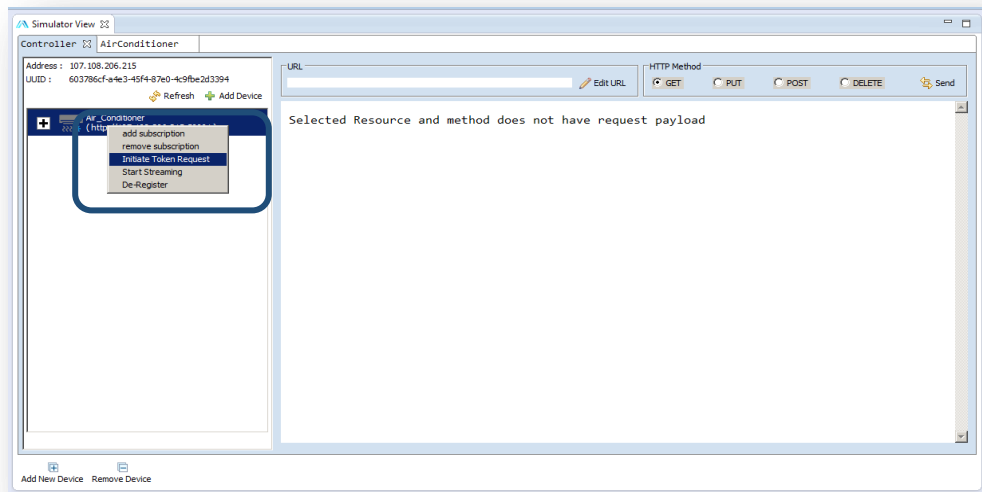 Simulator View
Controller AirConditioner
Address : 107.108.206.215
UUID : 603786cf-a4e3-45f4-87e0-4c9fbe2d3394
Refresh Add Device
Air_Conditioner
add subscription
remove subscription
Initiate Token Request
Start Streaming
De-Register
URL
Edit URL
HTTP Method
GET PUT POST DELETE Send
Selected Resource and method does not have request payload
Add New Device Remove Device